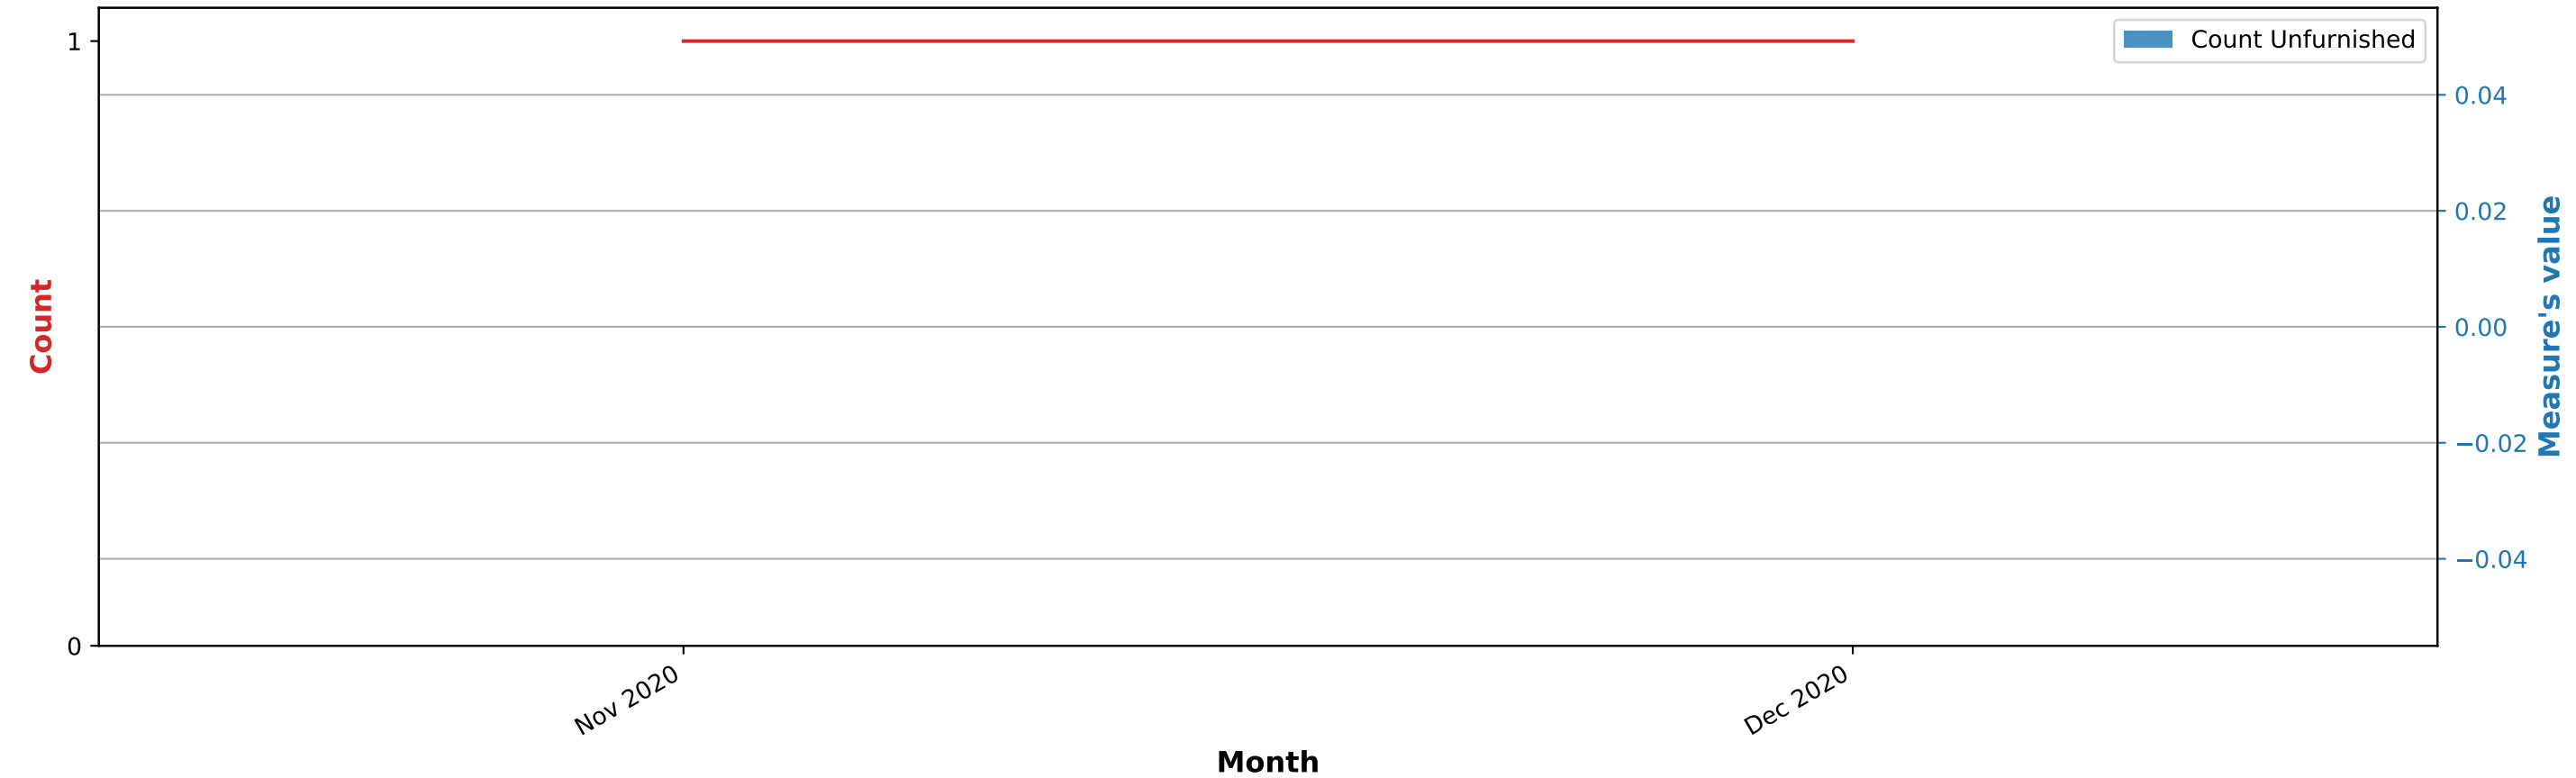 1
Count Unfurnished
0.04
0.02
0.00
−0.02
−0.04
0
Count
Measure's value
Nov 2020
Dec 2020
Month